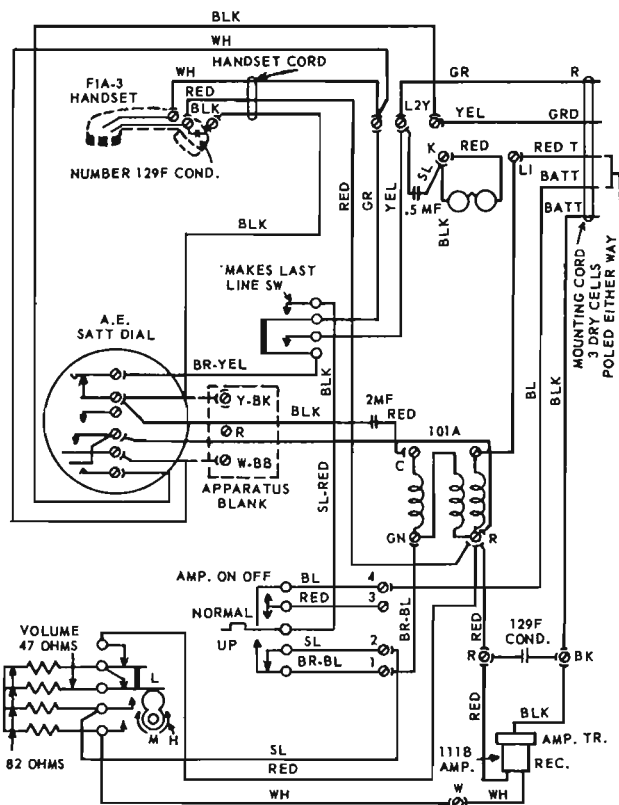 BLK
WH
HANDSET CORD
WH
F1A-3
HANDSET
RED
BLK
NUMBER 129F COND.
GR
R
L2Y
YEL
GRD
K
RED
RED T
SL
L1
BATT
.5 MF
BLK
BATT
BLK
RED
GR
YEL
MOUNTING CORD
3 DRY CELLS
POLED EITHER WAY
MAKES LAST
LINE SW
A.E.
SATT DIAL
BR-YEL
BLK
BL
BLK
Y-BK
BLK
2MF
RED
R
101A
W-BB
C
APPARATUS
BLANK
SL-RED
GN
R
AMP. ON OFF
BL
4
RED
3
NORMAL
BR-BL
RED
129F
COND.
UP
SL
2
VOLUME
47 OHMS
BR-BL
1
R
BK
L
RED
BLK
M
H
AMP. TR.
SL
111B
AMP.
REC.
82 OHMS
RED
WH
W
WH